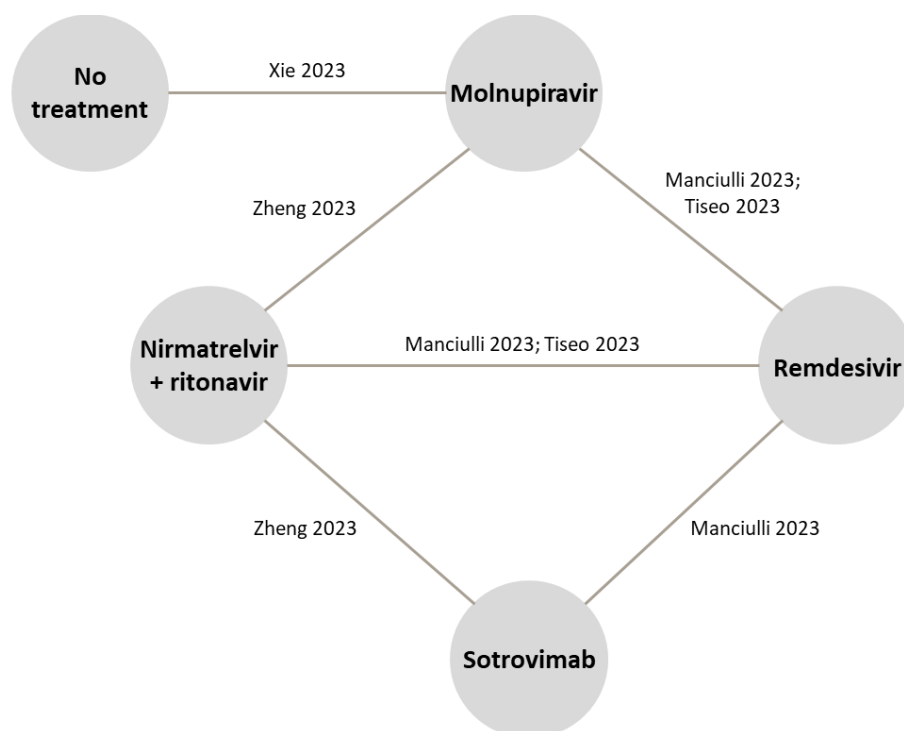 Xie 2023
No
treatment
Molnupiravir
Manciulli 2023;
Tiseo 2023
Zheng 2023
Manciulli 2023; Tiseo 2023
Nirmatrelvir
+ ritonavir
Remdesivir
Zheng 2023
Manciulli 2023
Sotrovimab